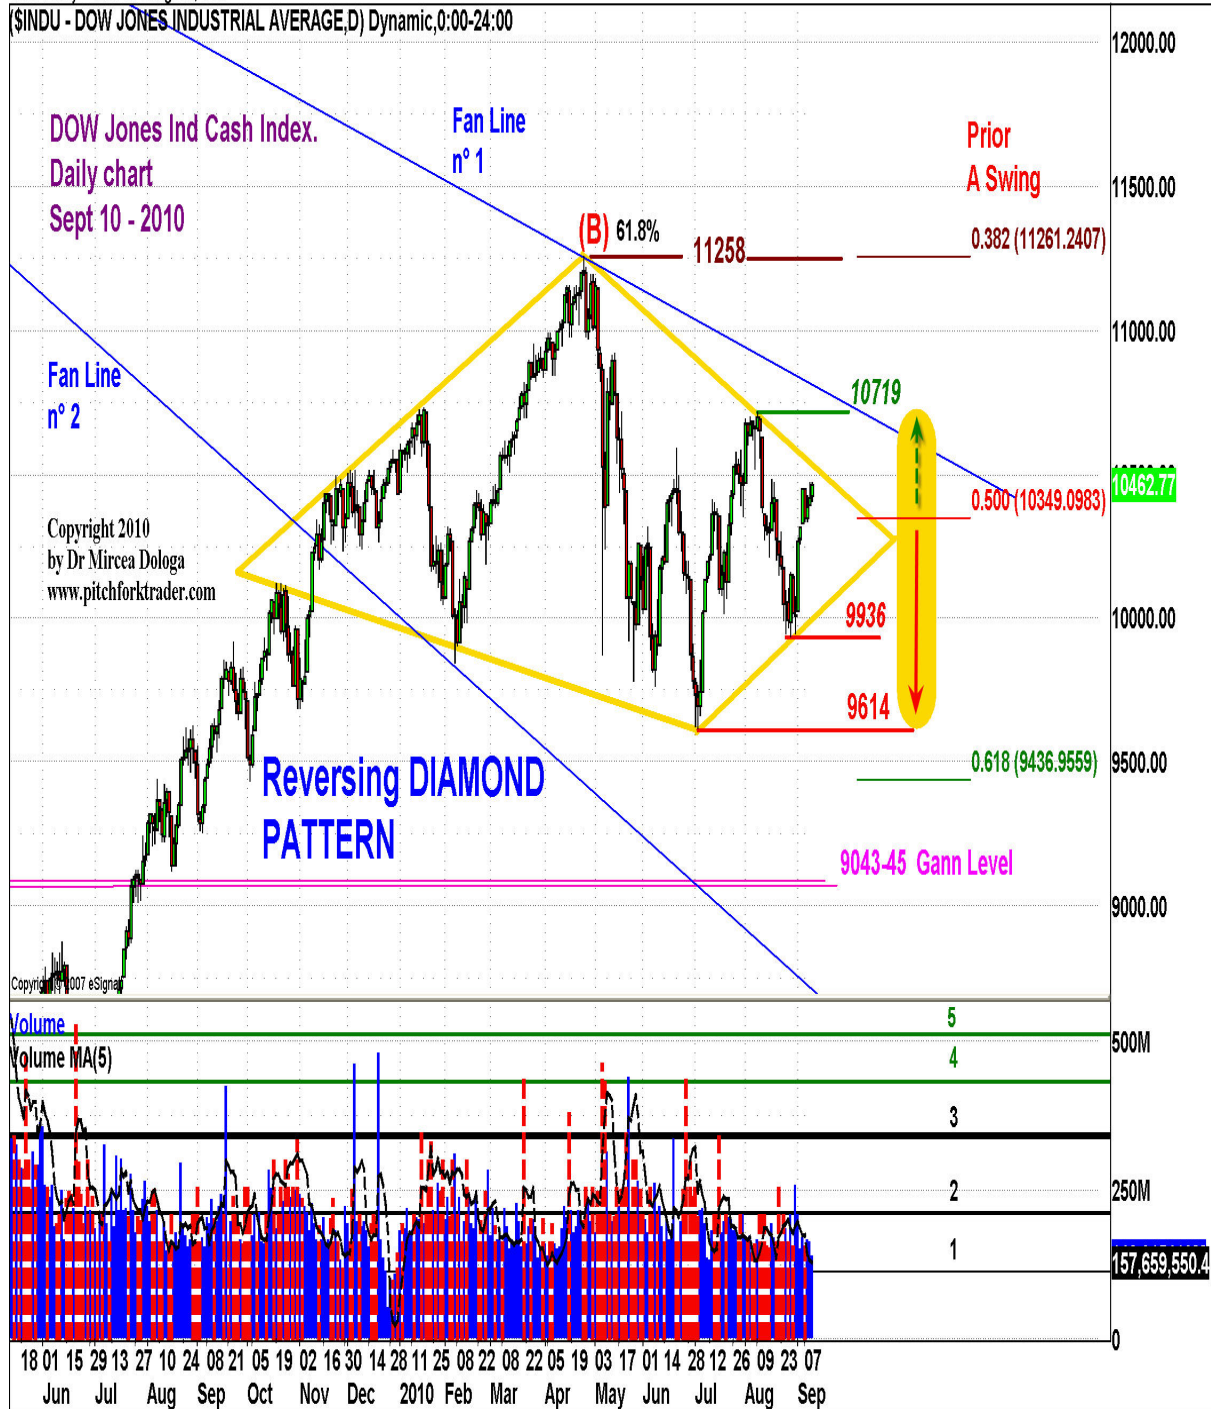 ($INDU - DOW JONES INDUSTRIAL AVERAGE,D) Dynamic,0:00-24:00
12000.00
DOW Jones Ind Cash Index.
Daily chart
Sept 10 - 2010
Fan Line
n° 1
Prior
A Swing
11500.00
(B) 61.8%
11258
0.382 (11261.2407)
11000.00
Fan Line
n° 2
10719
10462.77
0.500 (10349.0983)
Copyright 2010
by Dr Mircea Dologa
www.pitchforktrader.com
9936
10000.00
9614
0.618 (9436.9559)
9500.00
Reversing DIAMOND
PATTERN
9043-45 Gann Level
9000.00
Volume
5
500M
Volume MA(5)
4
3
2
250M
1
157,659,550.4
0
18 01 15 29 13 27 10 24 08 21 05 19 02 16 30 14 28 11 25 08 22 08 22 05 19 03 17 01 14 28 12 26 09 23 07
Jun Jul Aug Sep Oct Nov Dec 2010 Feb Mar Apr May Jun Jul Aug Sep